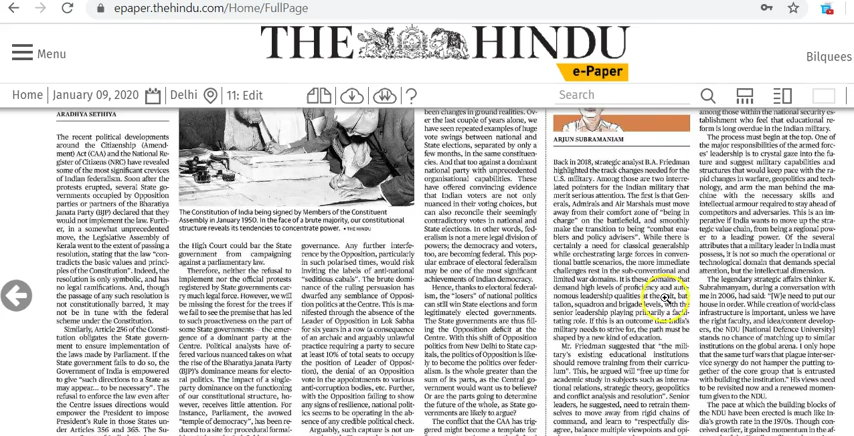 epaper.thehindu.com/Home/FullPage
Menu
THE HINDU
e-Paper
Bilquees
Home | January 09, 2020
Delhi
11: Edit
Search
ARADHYA SETHIYA
The recent political developments
around the Citizenship (Amend-
ment) Act (CAA) and the National Re-
gister of Citizens (NRC) have revealed
some of the most significant crevices
of Indian federalism. Soon after the
protests erupted, several State go-
vernments occupied by Opposition
parties or partners of the Bharatiya
Janata Party (BJP) declared that they
would not implement the law. Furth-
er, in a somewhat unprecedented
move, the Legislative Assembly of
Kerala went to the extent of passing a
resolution, stating that the law “con-
tradicts the basic values and princi-
ples of the Constitution”. Indeed, the
resolution is only symbolic, and has
no legal ramifications. And, though
the passage of any such resolution is
not constitutionally barred, it may
not be in tune with the federal
scheme under the Constitution.
Similarly, Article 256 of the Consti-
tution obligates the State govern-
ment to ensure implementation of
the laws made by Parliament. If the
State government fails to do so, the
Government of India is empowered
to give “such directions to a State as
may appear... to be necessary”. The
refusal to enforce the law even after
the Centre issues directions would
empower the President to impose
President’s Rule in those States un-
der Articles 356 and 365. The Su-
The Constitution of India being signed by Members of the Constituent
Assembly in January 1950. In the face of a brute majority, our constitutional
structure reveals its tendencies to concentrate power. • THE HINDU
the High Court could bar the State
government from campaigning
against a parliamentary law.
Therefore, neither the refusal to
implement nor the official protests
registered by State governments car-
ry much legal force. However, we will
be missing the forest for the trees if
we fail to see the premise that has led
to such proactiveness on the part of
some State governments – the emer-
gence of a dominant party at the
Centre. Political analysts have of-
fered various nuanced takes on what
the rise of the Bharatiya Janata Party
(BJP)’s dominance means for electo-
ral politics. The impact of a single-
party dominance on the functioning
of our constitutional structure, ho-
wever, receives little attention. For
instance, Parliament, the avowed
“temple of democracy”, has been re-
duced to a site for procedural formal-
governance. Any further interfe-
rence by the Opposition, particularly
in such polarised times, would risk
inviting the labels of anti-national
“seditious cabals”. The brute domi-
nance of the ruling persuasion has
dwarfed any semblance of Opposi-
tion politics at the Centre. This is ma-
nifested through the absence of the
Leader of Opposition in Lok Sabha
for six years in a row (a consequence
of an archaic and arguably unlawful
practice requiring a party to secure
at least 10% of total seats to occupy
the position of Leader of Opposi-
tion), the denial of an Opposition
vote in the appointments to various
anti-corruption bodies, etc. Further,
with the Opposition failing to show
any signs of resilience, national poli-
tics seems to be operating in the ab-
sence of any credible political check.
Arguably, such capture is not un-
been changes in ground realities. Ov-
er the last couple of years alone, we
have seen repeated examples of huge
vote swings between national and
State elections, separated by only a
few months, in the same constituen-
cies. And that too against a dominant
national party with unprecedented
organisational capabilities. These
have offered convincing evidence
that Indian voters are not only
nuanced in their voting choices, but
can also reconcile their seemingly
contradictory votes in national and
State elections. In other words, fed-
eralism is not a mere legal division of
powers; the democracy and voters,
too, are becoming federal. This pop-
ular embrace of electoral federalism
may be one of the most significant
achievements of Indian democracy.
Hence, thanks to electoral federal-
ism, the “losers” of national politics
can still win State elections and form
legitimately elected governments.
The State governments are thus fill-
ing the Opposition deficit at the
Centre. With this shift of Opposition
politics from New Delhi to State cap-
itals, the politics of Opposition is like-
ly to become the politics over feder-
alism. Is the whole greater than the
sum of its parts, as the Central go-
vernment would want us to believe?
Or are the parts going to determine
the future of the whole, as State go-
vernments are likely to argue?
The conflict that the CAA has trig-
gered might become a template for
ARJUN SUBRAMANIAM
Back in 2018, strategic analyst B.A. Friedman
highlighted the track changes needed for the
U.S. military. Among those are two interre-
lated pointers for the Indian military that
merit serious attention. The first is that Gen-
erals, Admirals and Air Marshals must move
away from their comfort zone of “being in
charge” on the battlefield, and smoothly
make the transition to being “combat ena-
blers and policy advisers”. While there is
certainly a need for classical generalship
while orchestrating large forces in conven-
tional battle scenarios, the more immediate
challenges rest in the sub-conventional and
limited war domains. It is these domains that
demand high levels of proficiency and auto-
nomous leadership qualities at the unit, bat-
talion, squadron and brigade levels, with the
senior leadership playing primarily a facili-
tating role. If this is an outcome that India’s
military needs to strive for, the path must be
shaped by a new kind of education.
Mr. Friedman suggested that “the mili-
tary’s existing educational institutions
should remove training from their curricu-
lum”. This, he argued will “free up time for
academic study in subjects such as interna-
tional relations, strategic theory, geopolitics
and conflict analysis and resolution”. Senior
leaders, he suggested, need to retrain them-
selves to move away from rigid chains of
command, and learn to “respectfully dis-
agree, balance multiple viewpoints and opi-
among those within the national security es-
tablishment who feel that educational re-
form is long overdue in the Indian military.
The process must begin at the top. One of
the major responsibilities of the armed forc-
es’ leadership is to crystal gaze into the fu-
ture and suggest military capabilities and
structures that would keep pace with the ra-
pid changes in warfare, geopolitics and tech-
nology, and arm the man behind the ma-
chine with the necessary skills and
intellectual armour required to stay ahead of
competitors and adversaries. This is an im-
perative if India wants to move up the stra-
tegic value chain, from being a regional pow-
er to a leading power. Of the several
attributes that a military leader in India must
possess, it is not so much the operational or
technological domain that demands special
attention, but the intellectual dimension.
The legendary strategic affairs thinker K.
Subrahmanyam, during a conversation with
me in 2006, had said: “[W]e need to put our
house in order. While creation of world-class
infrastructure is important, unless we have
the right faculty, and idea/content develop-
ers, the NDU [National Defence University]
stands no chance of matching up to similar
institutions on the global arena. I only hope
that the same turf wars that plague inter-ser-
vice synergy do not hamper the putting to-
gether of the core group that is entrusted
with building the institution.” His views need
to be revisited now and a renewed momen-
tum given to the NDU.
The pace at which the building blocks of
the NDU have been erected is much like In-
dia’s growth rate in the 1970s. Though con-
ceived earlier, the current avatar of the NDU